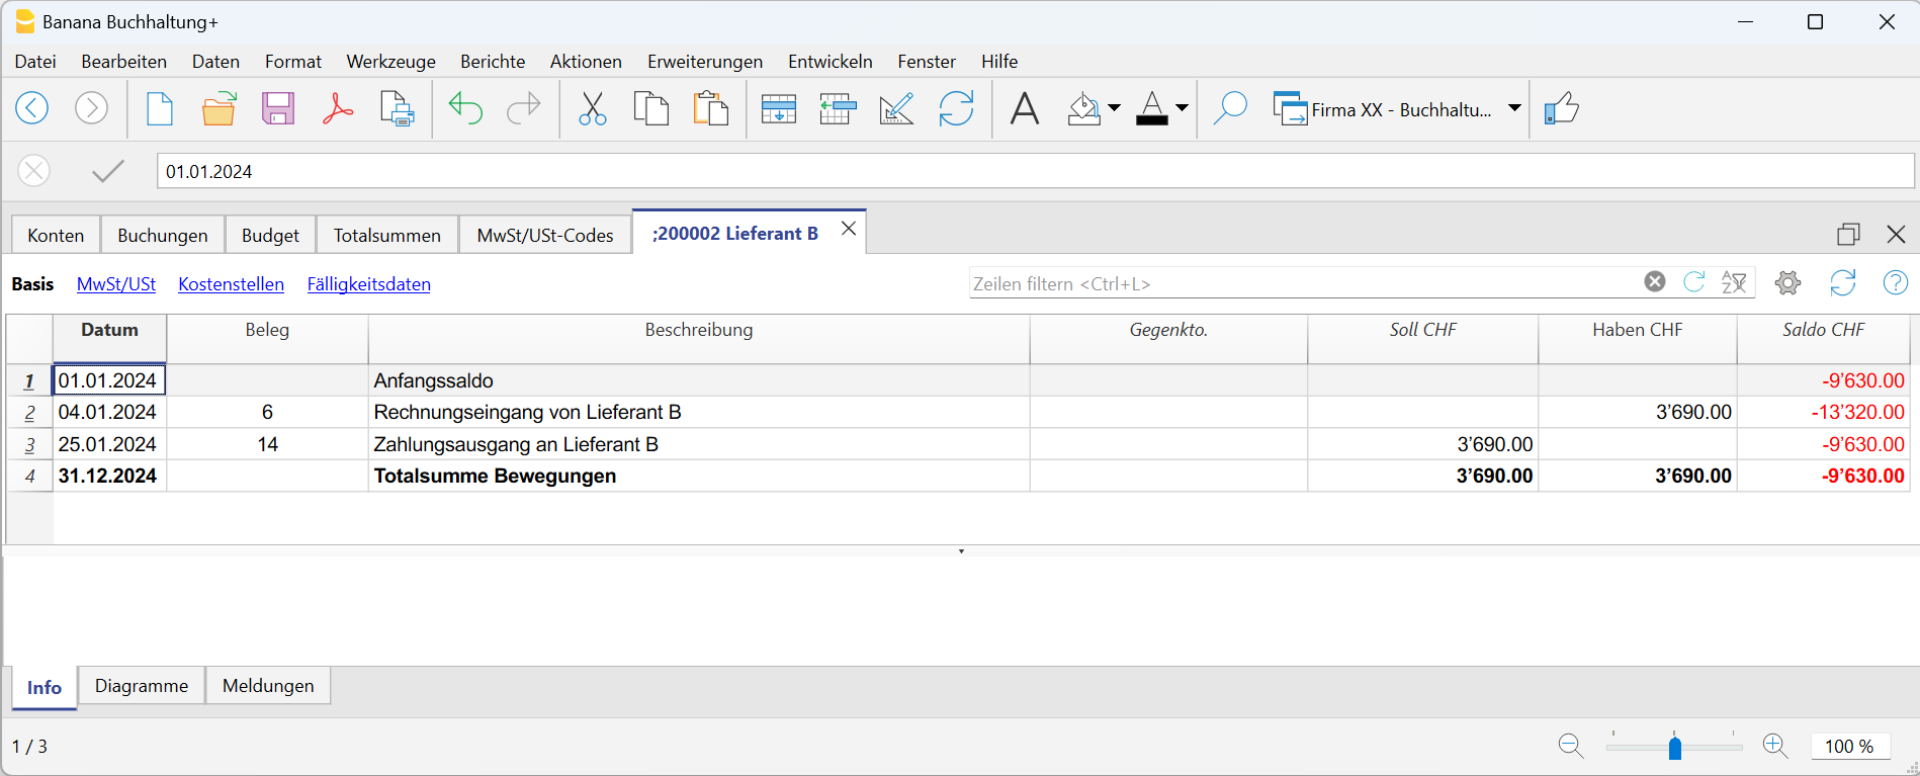 Banana Buchhaltung+
Datei Bearbeiten Daten Format Werkzeuge Berichte Aktionen Erweiterungen Entwickeln Fenster Hilfe
Firma XX - Buchhaltu...
01.01.2024
Konten Buchungen Budget Totalsummen MwSt/USt-Codes ;200002 Lieferant B
Basis MwSt/USt Kostenstellen Fälligkeitsdaten Zeilen filtern <Ctrl+L>
Datum Beleg Beschreibung Gegenkto. Soll CHF Haben CHF Saldo CHF
1 01.01.2024 Anfangssaldo -9'630.00
2 04.01.2024 6 Rechnungseingang von Lieferant B 3'690.00 -13'320.00
3 25.01.2024 14 Zahlungsausgang an Lieferant B 3'690.00 -9'630.00
4 31.12.2024 Totalsumme Bewegungen 3'690.00 3'690.00 -9'630.00
Info Diagramme Meldungen
1 / 3 100 %